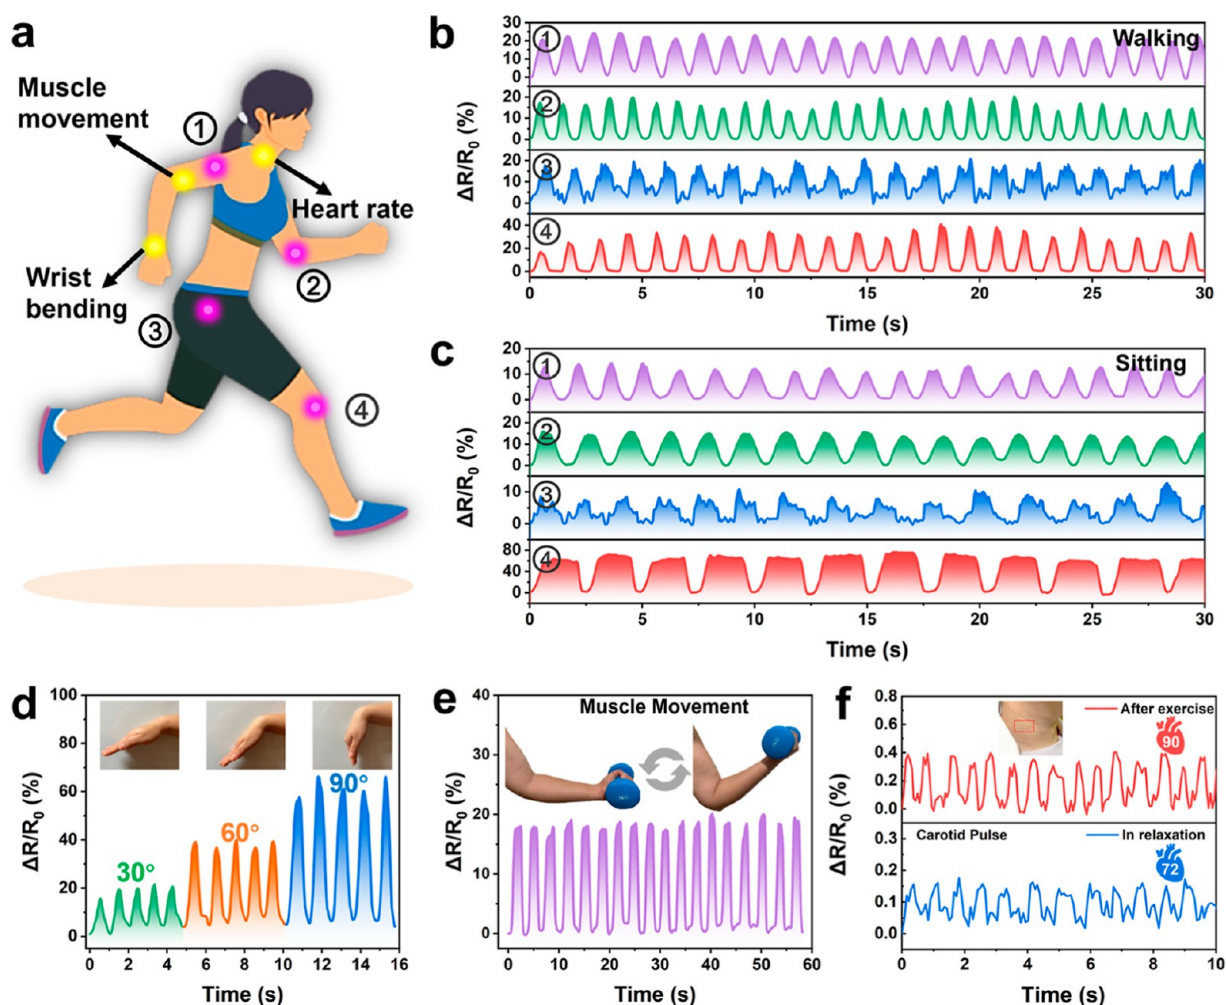 a
Muscle
movement
①
Heart rate
Wrist
bending
②
③
④
b
Walking
①
②
③
④
30
20
10
0
20
10
0
20
10
0
40
20
0
ΔR/R0 (%)
0 5 10 15 20 25 30
Time (s)
c
Sitting
①
②
③
④
20
10
0
20
10
0
10
0
80
40
0
ΔR/R0 (%)
0 5 10 15 20 25 30
Time (s)
d
100
80
60
40
20
0
ΔR/R0 (%)
30°
60°
90°
0 2 4 6 8 10 12 14 16
Time (s)
e
Muscle Movement
40
30
20
10
0
ΔR/R0 (%)
0 10 20 30 40 50 60
Time (s)
f
After exercise
90
0.8
0.6
0.4
0.2
0.0
Carotid Pulse
In relaxation
72
0.3
0.2
0.1
0.0
ΔR/R0 (%)
0 2 4 6 8 10
Time (s)